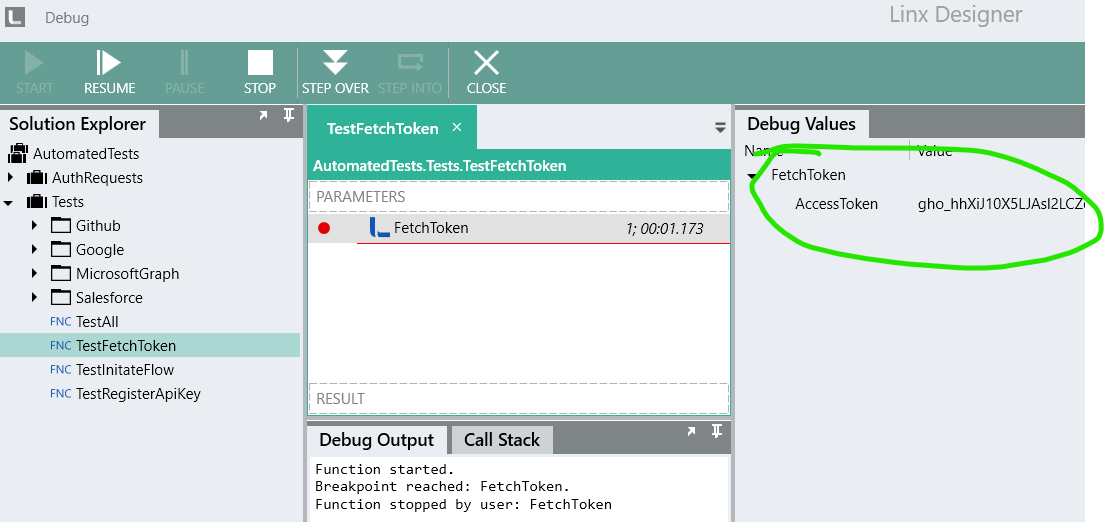 Debug
Linx Designer
START RESUME PAUSE STOP STEP OVER STEP INTO CLOSE
Solution Explorer
AutomatedTests
AuthRequests
Tests
Github
Google
MicrosoftGraph
Salesforce
FNC TestAll
FNC TestFetchToken
FNC TestInitateFlow
FNC TestRegisterApiKey
TestFetchToken ×
AutomatedTests.Tests.TestFetchToken
PARAMETERS
FetchToken 1; 00:01.173
RESULT
Debug Output Call Stack
Function started.
Breakpoint reached: FetchToken.
Function stopped by user: FetchToken
Debug Values
Name Value
FetchToken
AccessToken